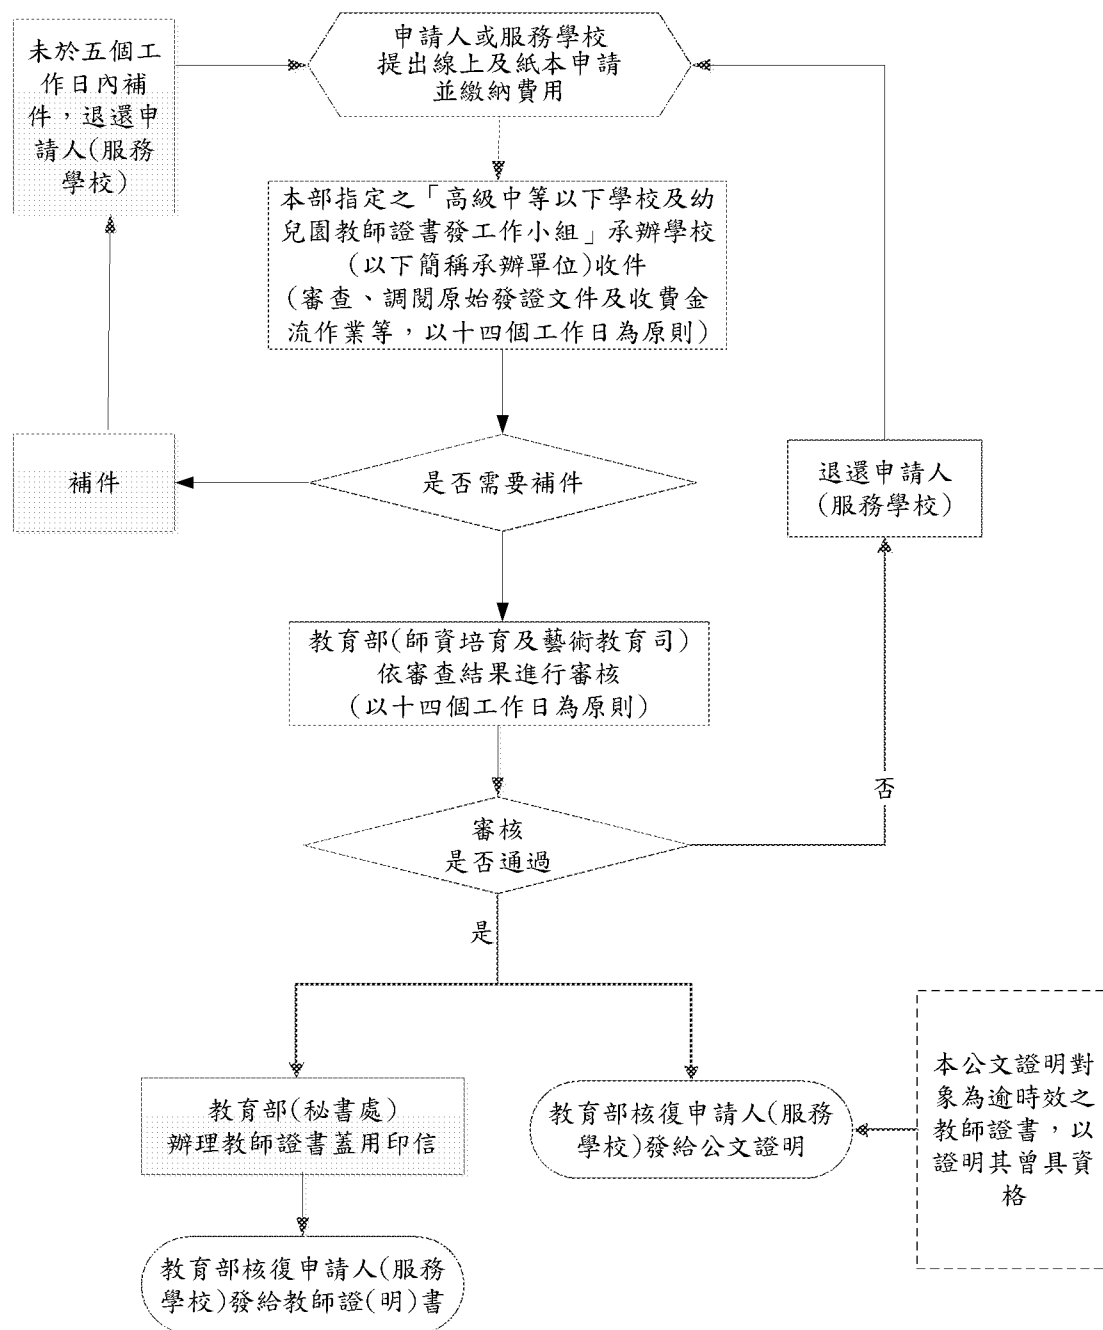 申請人或服務學校
提出線上及紙本申請
並繳納費用
未於五個工
作日內補
件，退還申
請人(服務
學校)
本部指定之「高級中等以下學校及幼
兒園教師證書發工作小組」承辦學校
(以下簡稱承辦單位)收件
(審查、調閱原始發證文件及收費金
流作業等，以十四個工作日為原則)
補件
是否需要補件
退還申請人
(服務學校)
教育部(師資培育及藝術教育司)
依審查結果進行審核
(以十四個工作日為原則)
否
審核
是否通過
是
教育部(秘書處)
辦理教師證書蓋用印信
教育部核復申請人(服務
學校)發給公文證明
本公文證明對
象為逾時效之
教師證書，以
證明其曾具資
格
教育部核復申請人(服務
學校)發給教師證(明)書